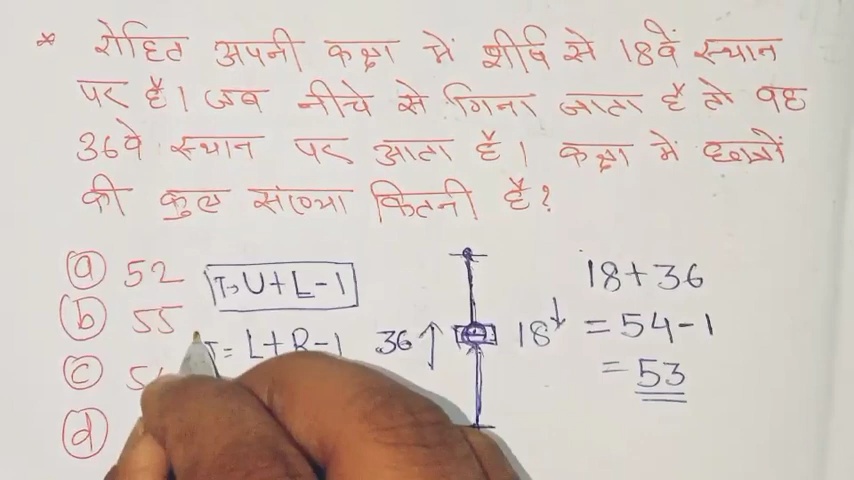 * रोहित अपनी कक्षा में शीर्ष से 18वें स्थान
पर है। जब नीचे से गिना जाता है तो वह
36वे स्थान पर आता है। कक्षा में छात्रों
की कुल संख्या कितनी है?
(a) 52
(b) 55
(c)
(d)
T→U+L-1
= L+R-1
36↑
18↓
18+36
=54-1
=53